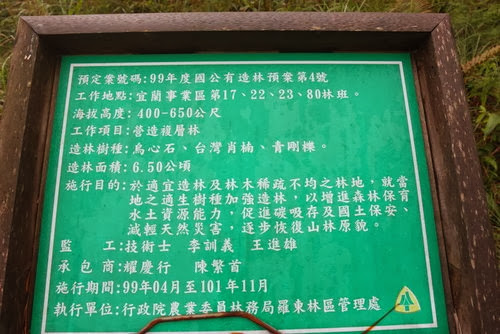 預定案號碼:99年度國公有造林預案第4號
工作地點:宜蘭事業區第17、22、23、80林班。
海拔高度: 400-650公尺
工作項目:營造複層林
造林樹種:烏心石、台灣肖楠、青剛櫟。
造林面積: 6.50公頃
施行目的:於適宜造林及林木稀疏不均之林地,就當
地之適生樹種加強造林,以增進森林保育
水土資源能力,促進碳吸存及國土保安、
減輕天然災害,逐步恢復山林原貌。
監 工:技術士 李訓義 王進雄
承 包 商:耀慶行 陳繁首
施行期間:99年04月至101年11月
執行單位:行政院農業委員林務局羅東林區管理處